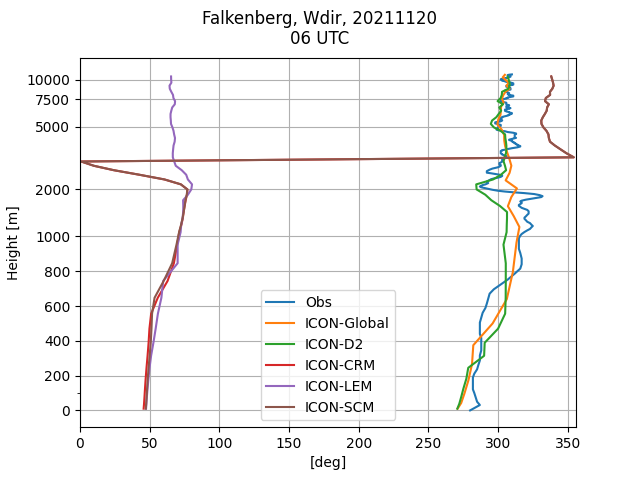 Falkenberg, Wdir, 20211120
06 UTC
10000
7500
5000
2000
1000
800
600
400
200
0
Height [m]
Obs
ICON-Global
ICON-D2
ICON-CRM
ICON-LEM
ICON-SCM
0 50 100 150 200 250 300 350
[deg]